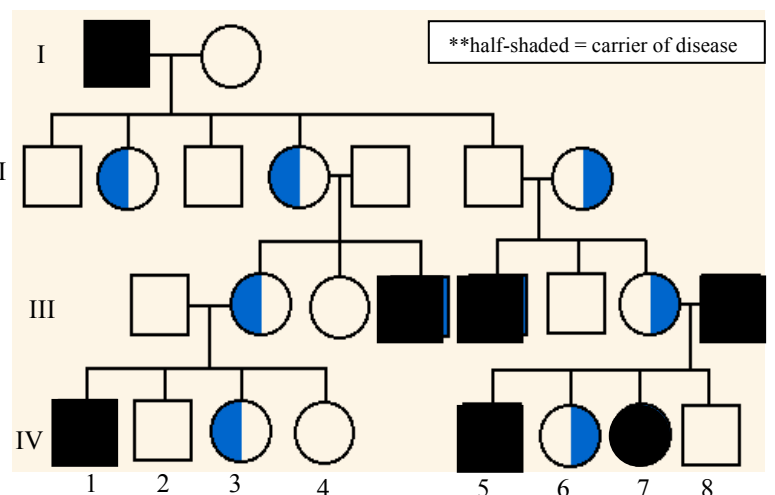 I
**half-shaded = carrier of disease
I
III
IV
1 2 3 4 5 6 7 8